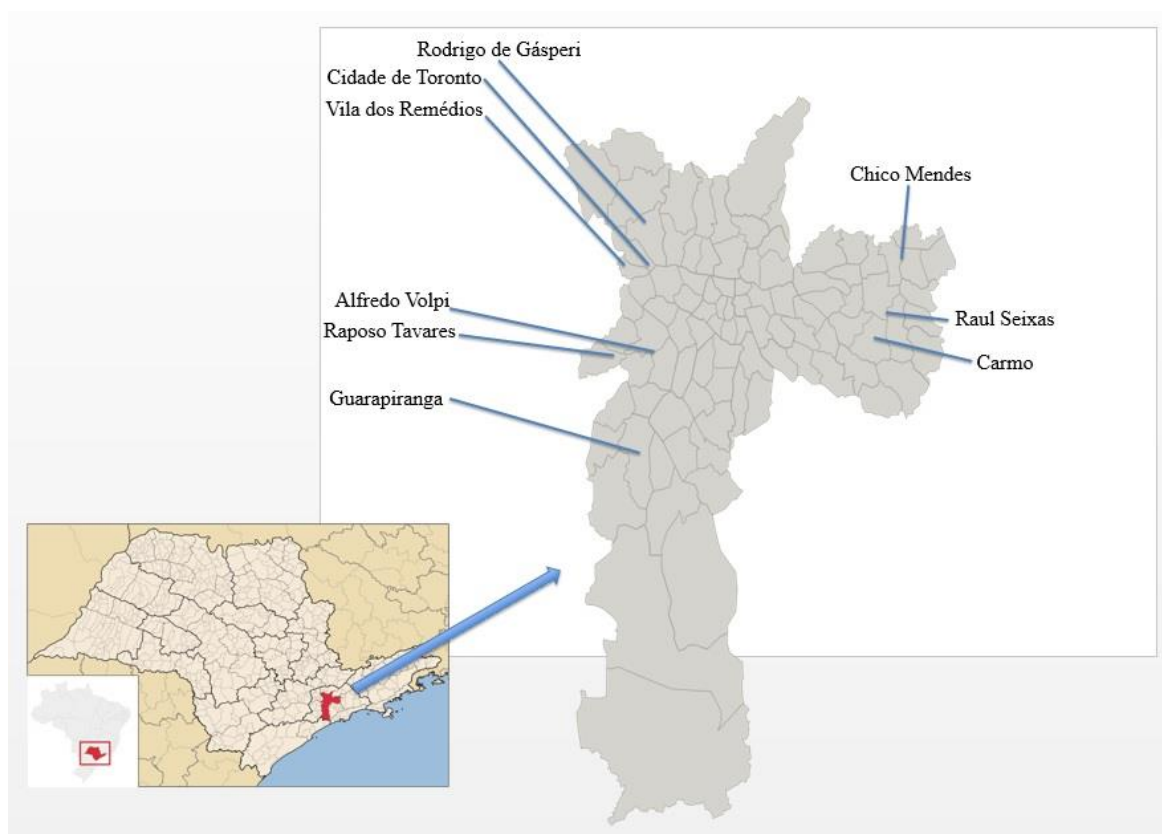 Rodrigo de Gásperi
Cidade de Toronto
Vila dos Remédios
Chico Mendes
Alfredo Volpi
Raposo Tavares
Raul Seixas
Carmo
Guarapiranga